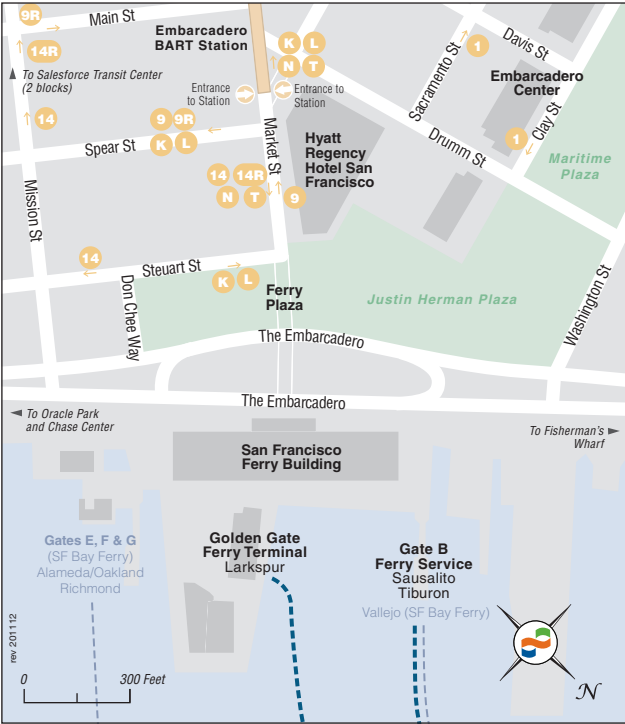 9R
Main St
14R
To Salesforce Transit Center
(2 blocks)
14
Embarcadero
BART Station
K L
N T
Entrance
to Station
Entrance to
Station
9 9R
K L
Spear St
Market St
Mission St
14 14R
N T
9
Hyatt
Regency
Hotel San
Francisco
Sacramento St
1
Davis St
Embarcadero
Center
1
Clay St
Drumm St
Maritime
Plaza
14
Steuart St
K L
Don Chee Way
Ferry
Plaza
Justin Herman Plaza
Washington St
The Embarcadero
The Embarcadero
To Oracle Park
and Chase Center
To Fisherman's
Wharf
San Francisco
Ferry Building
Gates E, F & G
(SF Bay Ferry)
Alameda/Oakland
Richmond
Golden Gate
Ferry Terminal
Larkspur
Gate B
Ferry Service
Sausalito
Tiburon
Vallejo (SF Bay Ferry)
rev 201112
0 300 Feet
N